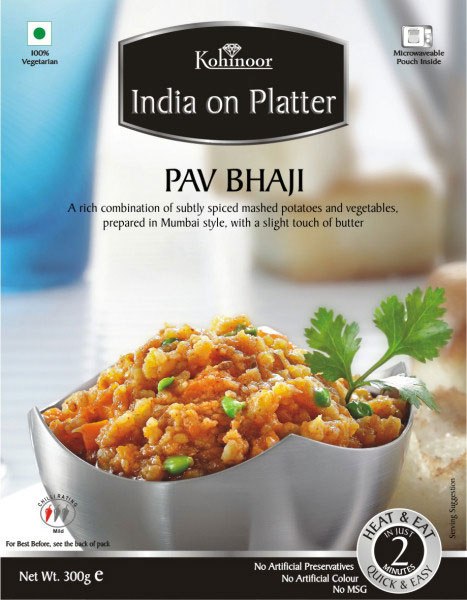 100%
Vegetarian
Microwaveable
Pouch Inside
Kohinoor
India on Platter
PAV BHAJI
A rich combination of subtly spiced mashed potatoes and vegetables,
prepared in Mumbai style, with a slight touch of butter
Serving Suggestion
CHILLI RATING
Mild
For Best Before, see the back of pack
HEAT & EAT
IN JUST
2
MINUTES
QUICK & EASY
Net Wt. 300g e
No Artificial Preservatives
No Artificial Colour
No MSG